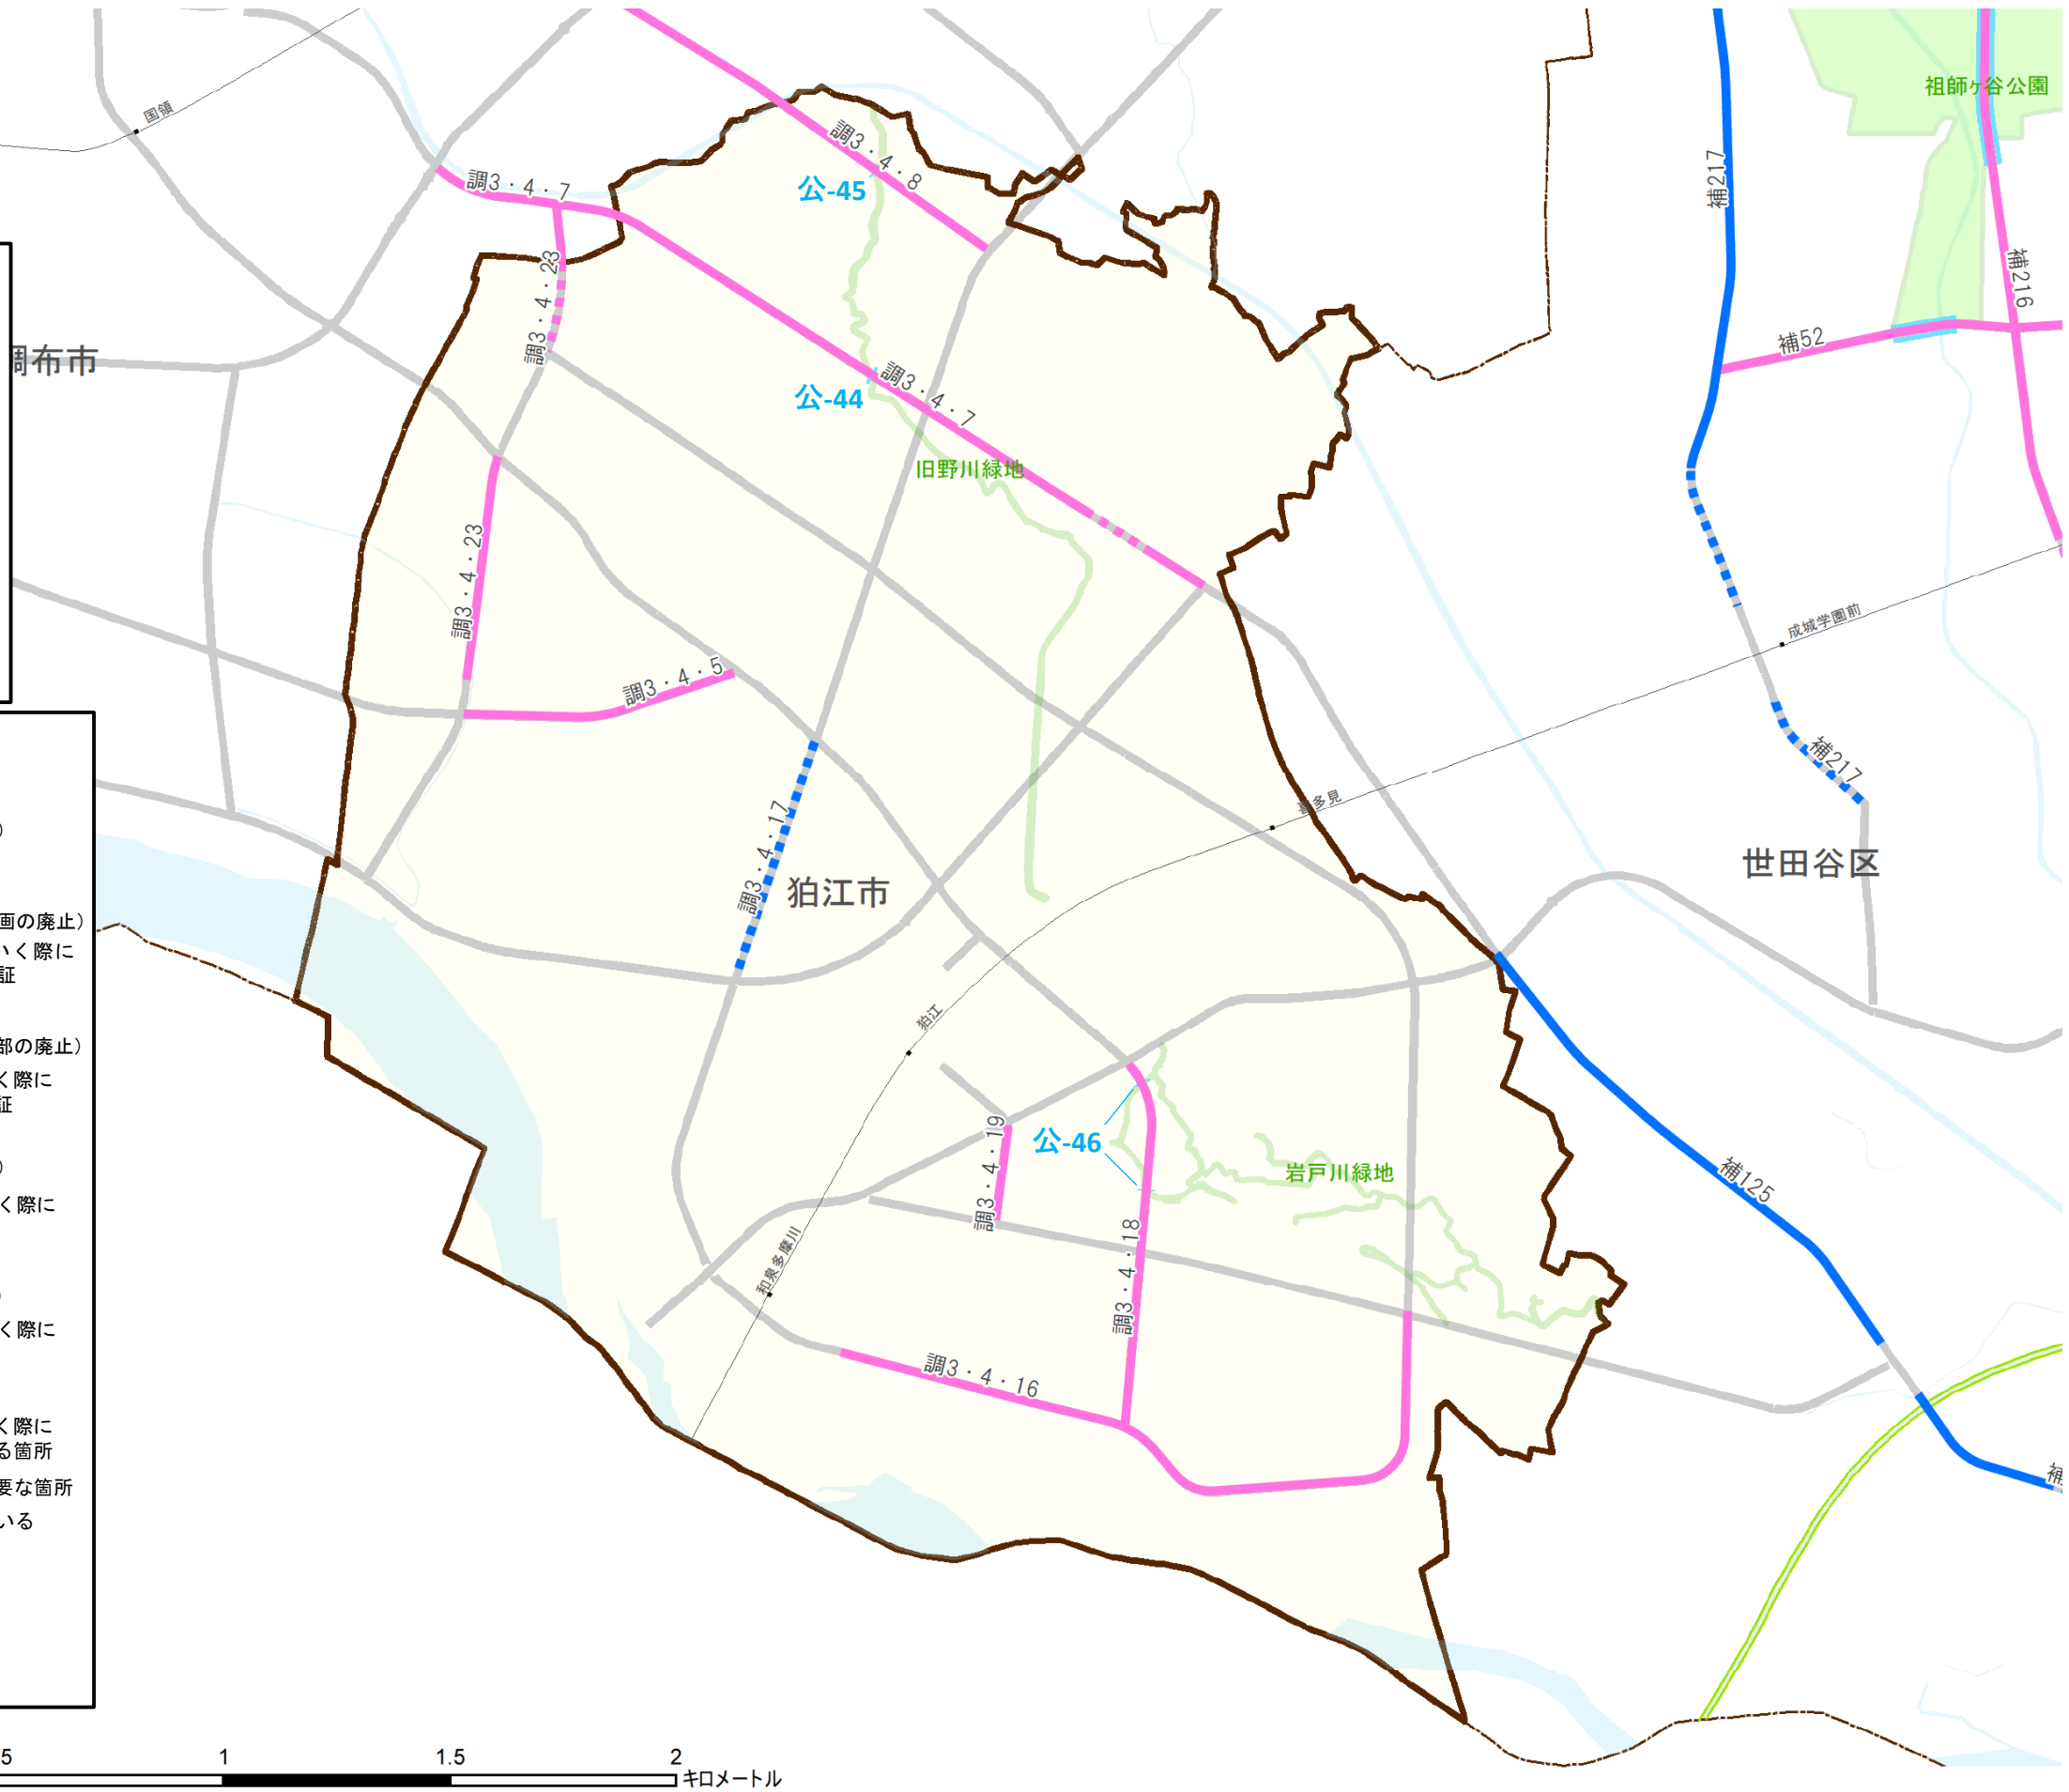 国領
祖師ヶ谷公園
調3・4・8
公-45
調3・4・7
補217
調3・4・23
補216
補52
布市
公-44
調3・4・7
旧野川緑地
調3・4・23
成城学園前
調3・4・5
補217
喜多見
調3・4・17
狛江市
世田谷区
画の廃止）
いく際に
証
狛江
部の廃止）
く際に
証
調3・4・19
公-46
岩戸川緑地
補125
）
く際に
調3・4・18
和泉多摩川
）
く際に
調3・4・16
く際に
る箇所
要な箇所
いる
補
5
1
1.5
2
キロメートル